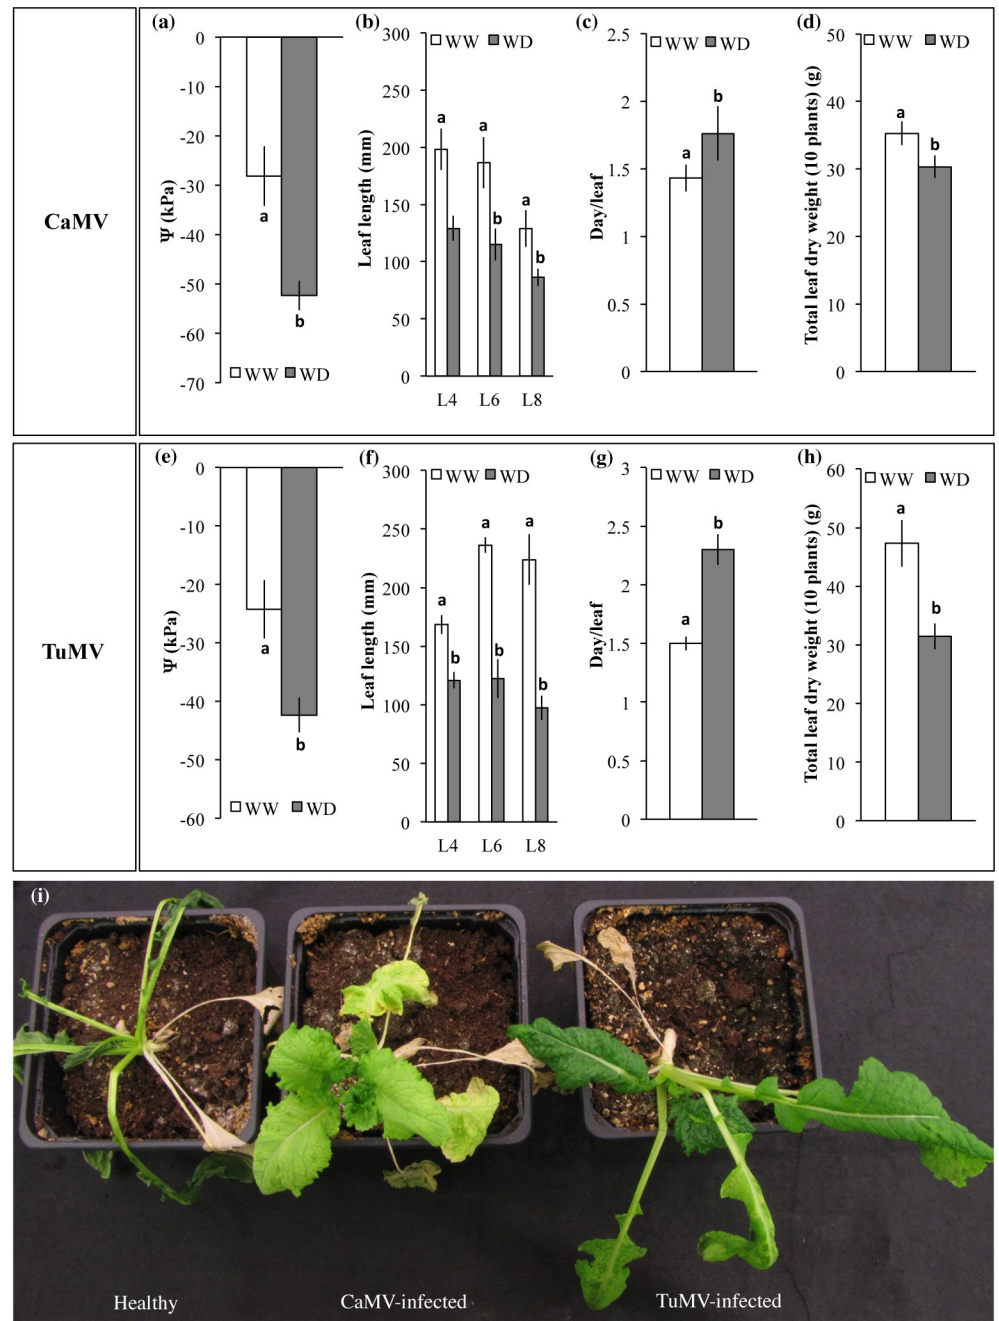 CaMV
(a)
Ψ (kPa)
0
-10
-20
-30
-40
-50
-60
-70
a
b
WW WD
(b)
Leaf length (mm)
300
250
200
150
100
50
0
WW WD
a
a
b
a
b
L4 L6 L8
(c)
Day/leaf
2.5
2
1.5
1
0.5
0
WW WD
a
b
(d)
Total leaf dry weight (10 plants) (g)
50
40
30
20
10
0
WW WD
a
b
TuMV
(e)
Ψ (kPa)
0
-10
-20
-30
-40
-50
-60
a
b
WW WD
(f)
Leaf length (mm)
300
250
200
150
100
50
0
WW WD
a
b
a
b
a
b
L4 L6 L8
(g)
Day/leaf
3
2.5
2
1.5
1
0.5
0
WW WD
a
b
(h)
Total leaf dry weight (10 plants) (g)
60
50
40
30
20
10
0
WW WD
a
b
(i)
Healthy CaMV-infected TuMV-infected